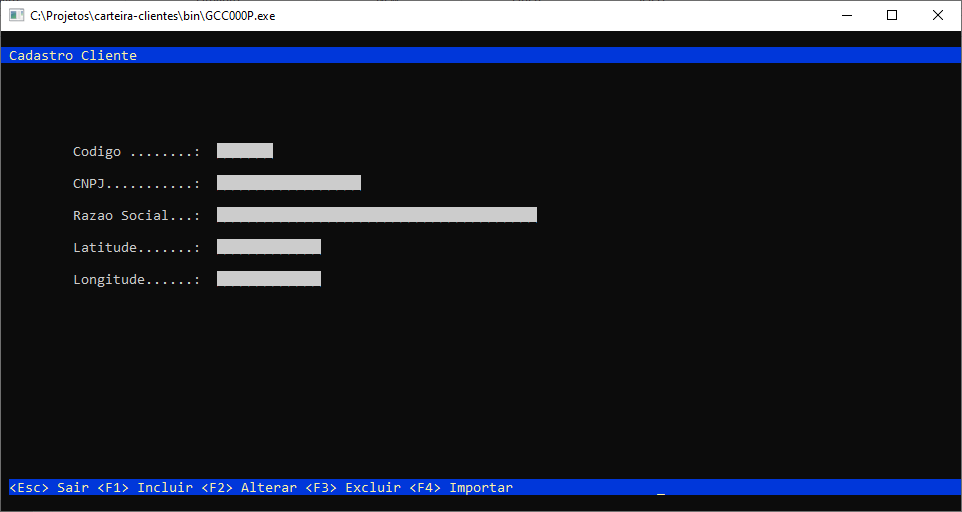 C:\Projetos\carteira-clientes\bin\GCC000P.exe
Cadastro Cliente
Codigo ........:
CNPJ...........:
Razao Social...:
Latitude.......:
Longitude......:
<Esc> Sair <F1> Incluir <F2> Alterar <F3> Excluir <F4> Importar